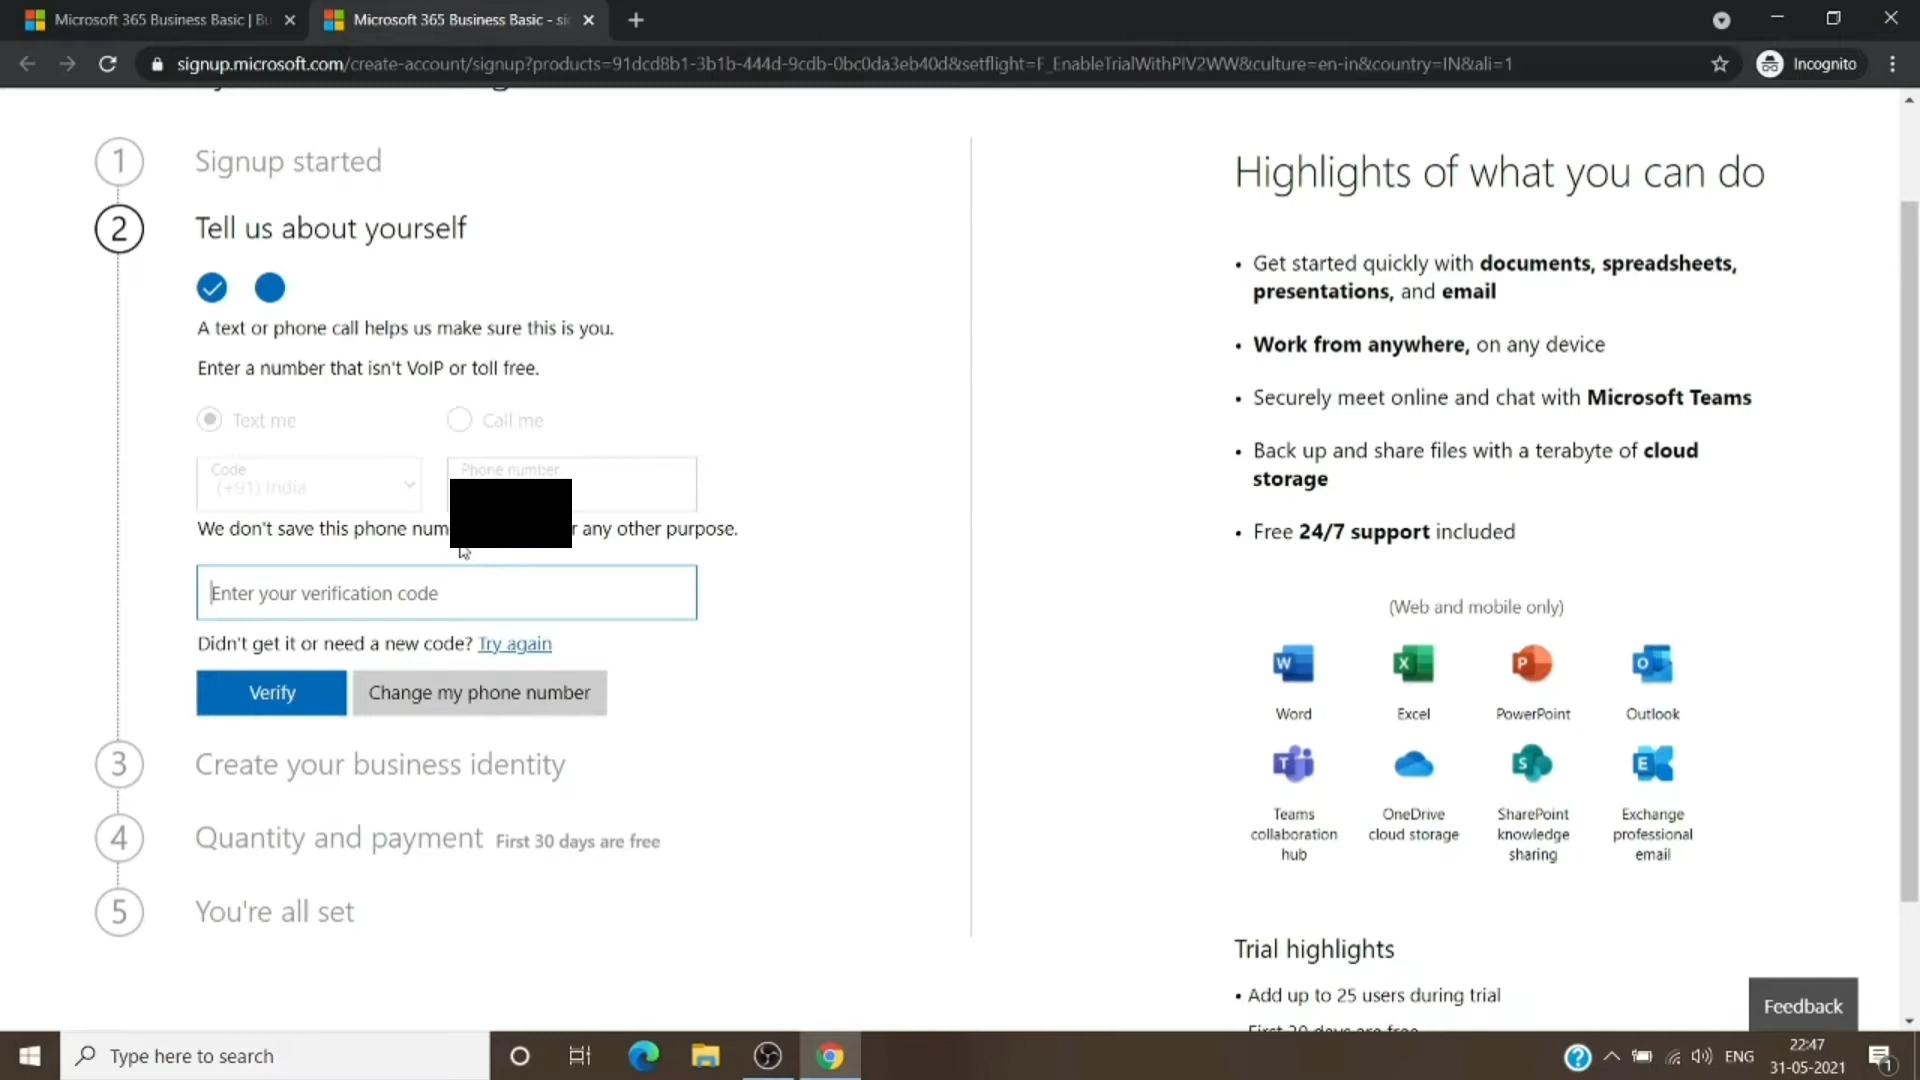 Microsoft 365 Business Basic | Bu
Microsoft 365 Business Basic - si
signup.microsoft.com/create-account/signup?products=91dcd8b1-3b1b-444d-9cdb-0bc0da3eb40d&setflight=F_EnableTrialWithPIV2WW&culture=en-in&country=IN&ali=1
Incognito
1 Signup started
2 Tell us about yourself
A text or phone call helps us make sure this is you.
Enter a number that isn't VoIP or toll free.
Text me
Call me
Code
(+91) India
Phone number
We don't save this phone num
r any other purpose.
Enter your verification code
Didn't get it or need a new code? Try again
Verify
Change my phone number
3 Create your business identity
4 Quantity and payment First 30 days are free
5 You're all set
Highlights of what you can do
• Get started quickly with documents, spreadsheets,
presentations, and email
• Work from anywhere, on any device
• Securely meet online and chat with Microsoft Teams
• Back up and share files with a terabyte of cloud
storage
• Free 24/7 support included
(Web and mobile only)
Word
Excel
PowerPoint
Outlook
Teams
collaboration
hub
OneDrive
cloud storage
SharePoint
knowledge
sharing
Exchange
professional
email
Trial highlights
• Add up to 25 users during trial
First 30 days are free
Feedback
Type here to search
ENG
22:47
31-05-2021
1